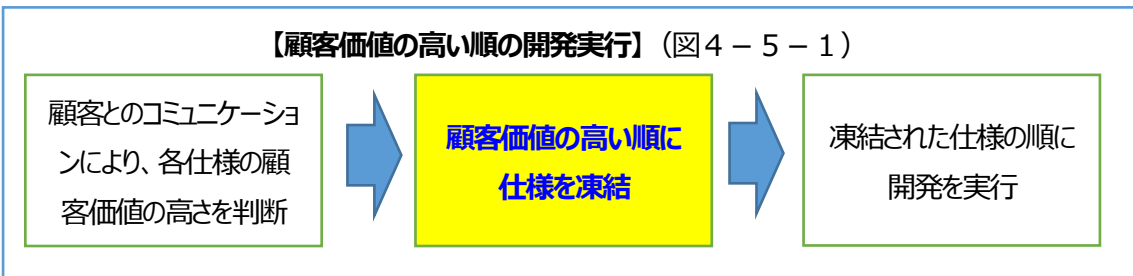 【顧客価値の高い順の開発実行】（図４－５－１）
顧客とのコミュニケーショ
ンにより、各仕様の顧
客価値の高さを判断
顧客価値の高い順に
仕様を凍結
凍結された仕様の順に
開発を実行